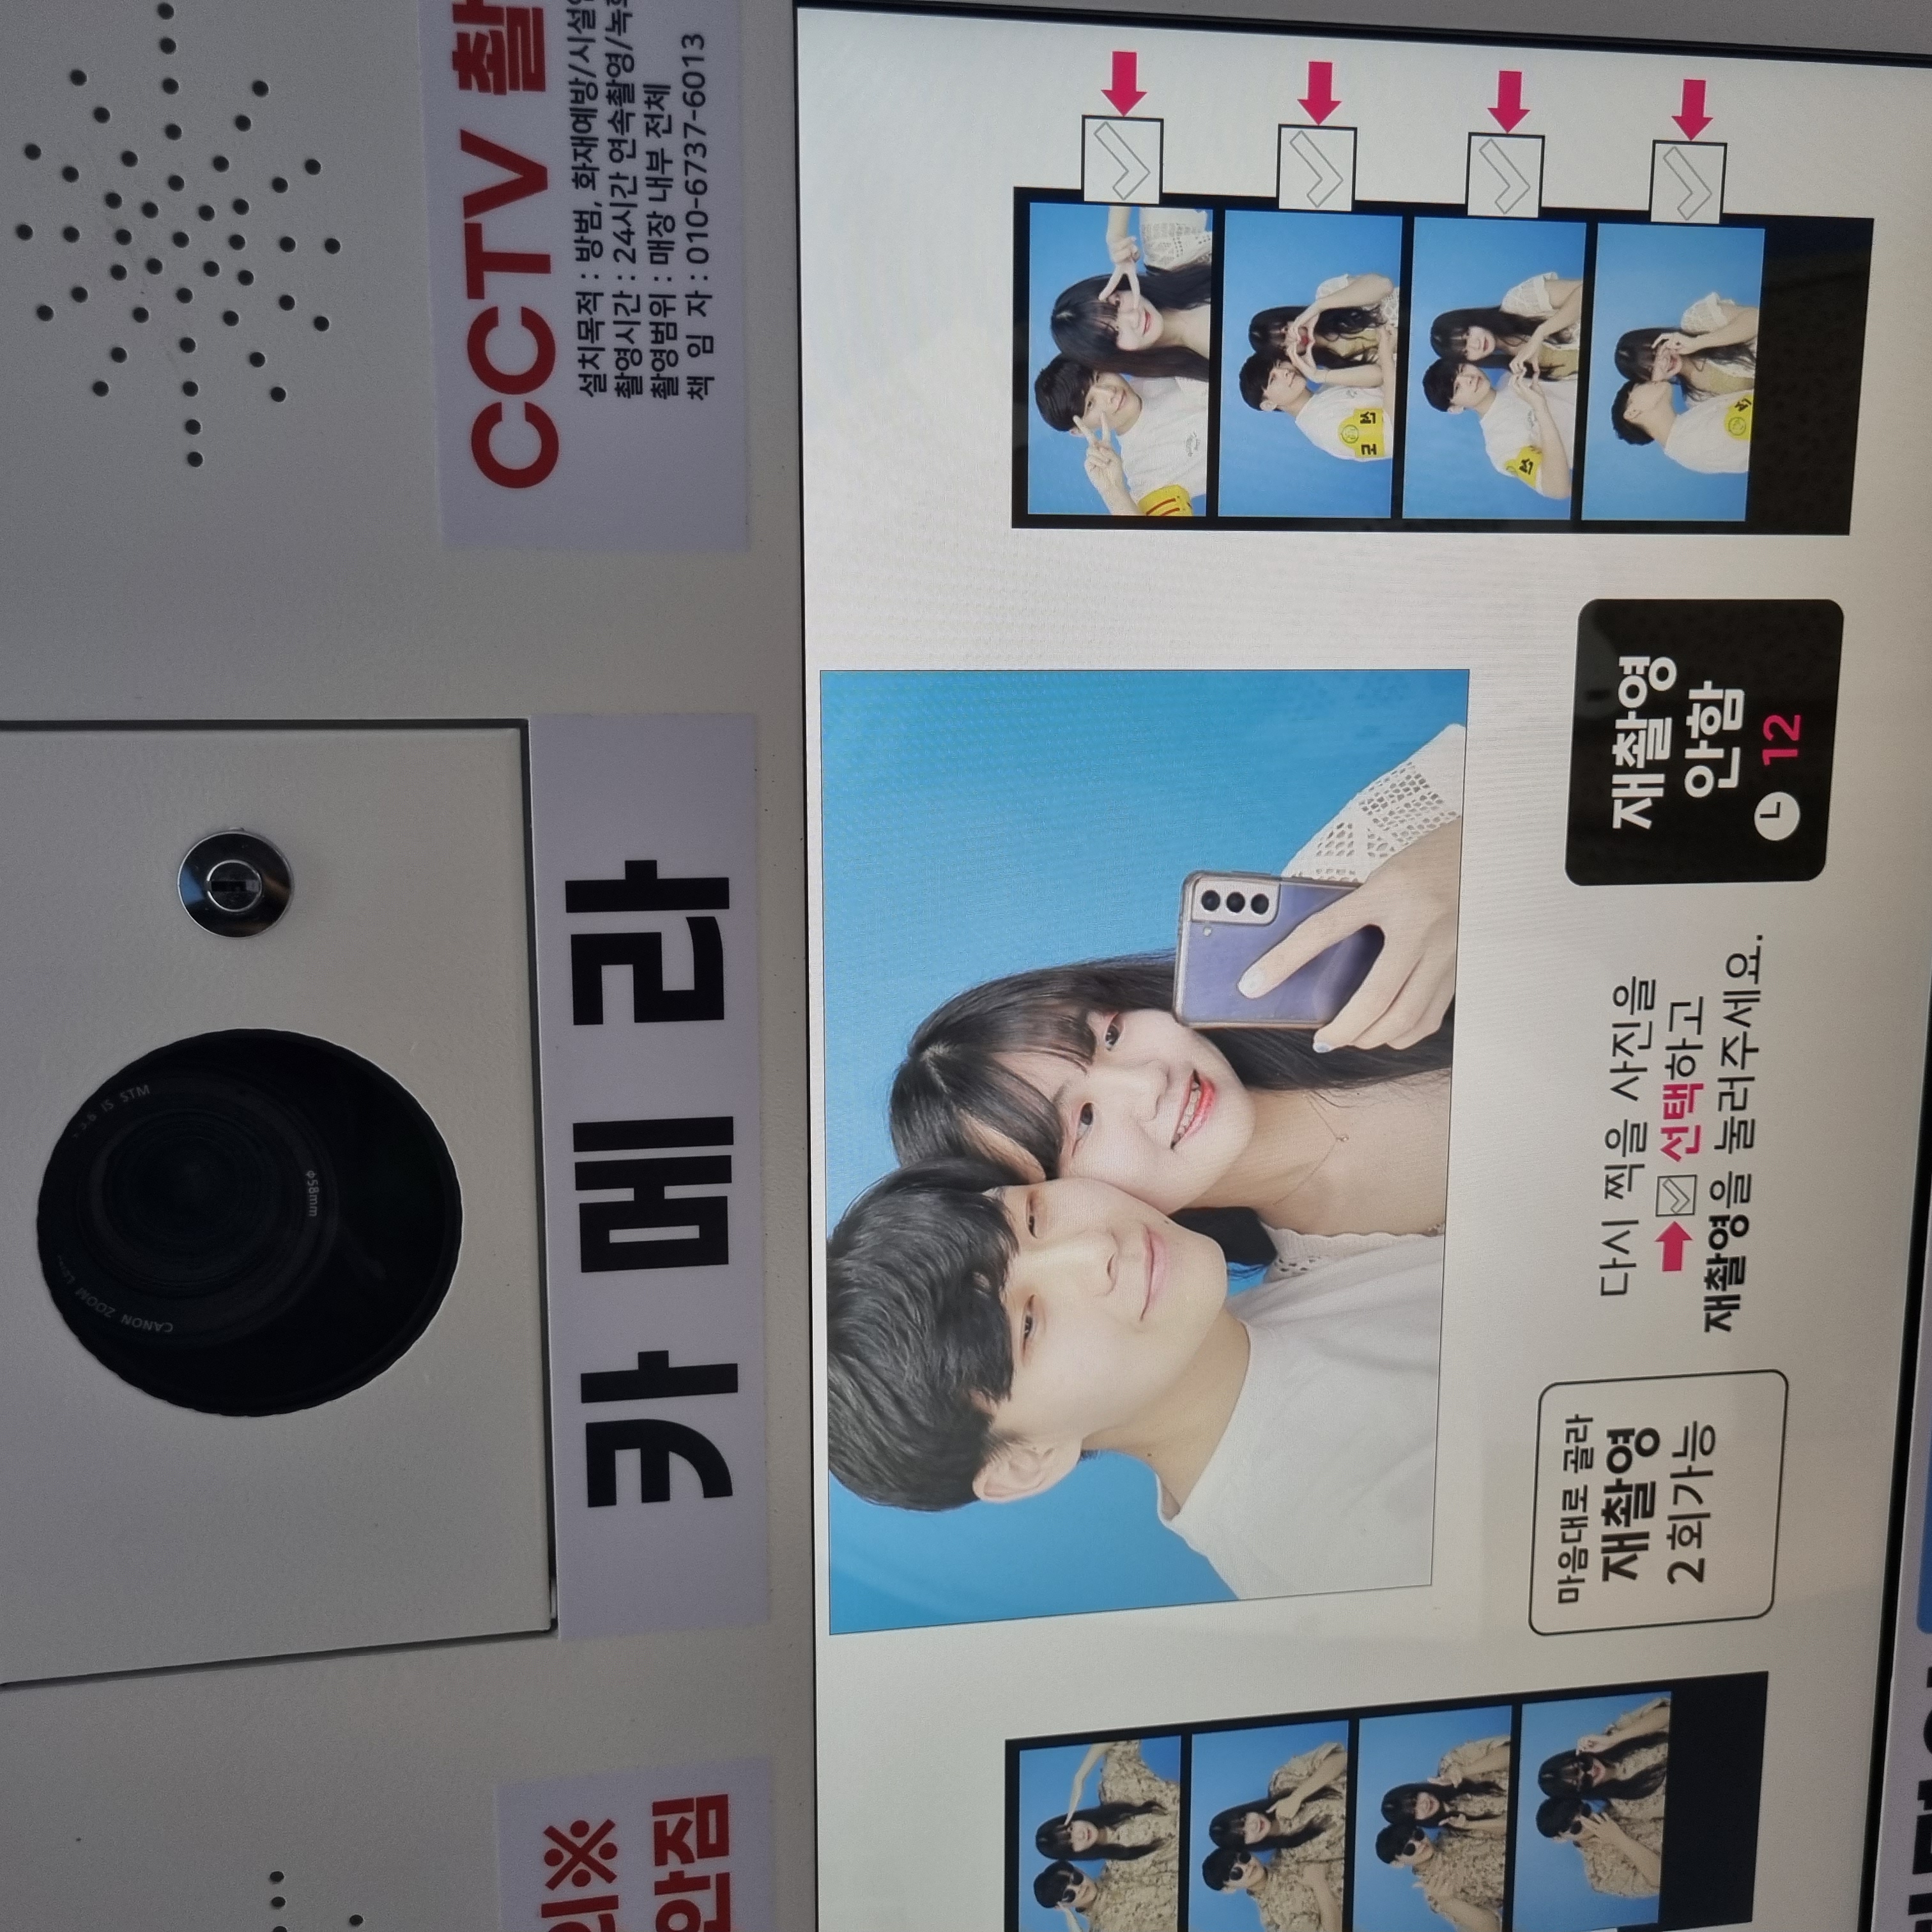 CANON ZOOM
3.6 IS STM
φ58mm
의※
안짐
카메라
CCTV 촬
설치목적 : 방범, 화재예방/시설
촬영시간 : 24시간 연속촬영/녹
촬영범위 : 매장 내부 전체
책 임 자 : 010-6737-6013
마음대로 골라
재촬영
2회가능
다시 찍을 사진을
선택하고
재촬영을 눌러주세요.
재촬영
안함
12